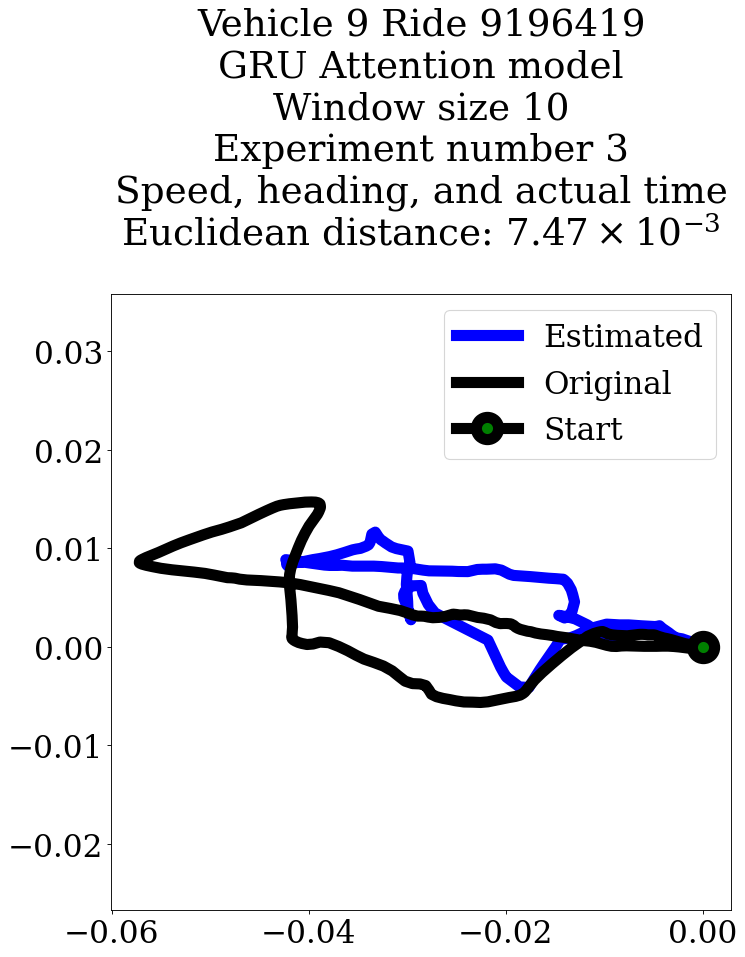 Vehicle 9 Ride 9196419
GRU Attention model
Window size 10
Experiment number 3
Speed, heading, and actual time
Euclidean distance: 7.47 × 10⁻³
Estimated
Original
Start
0.03
0.02
0.01
0.00
−0.01
−0.02
−0.06 −0.04 −0.02 0.00